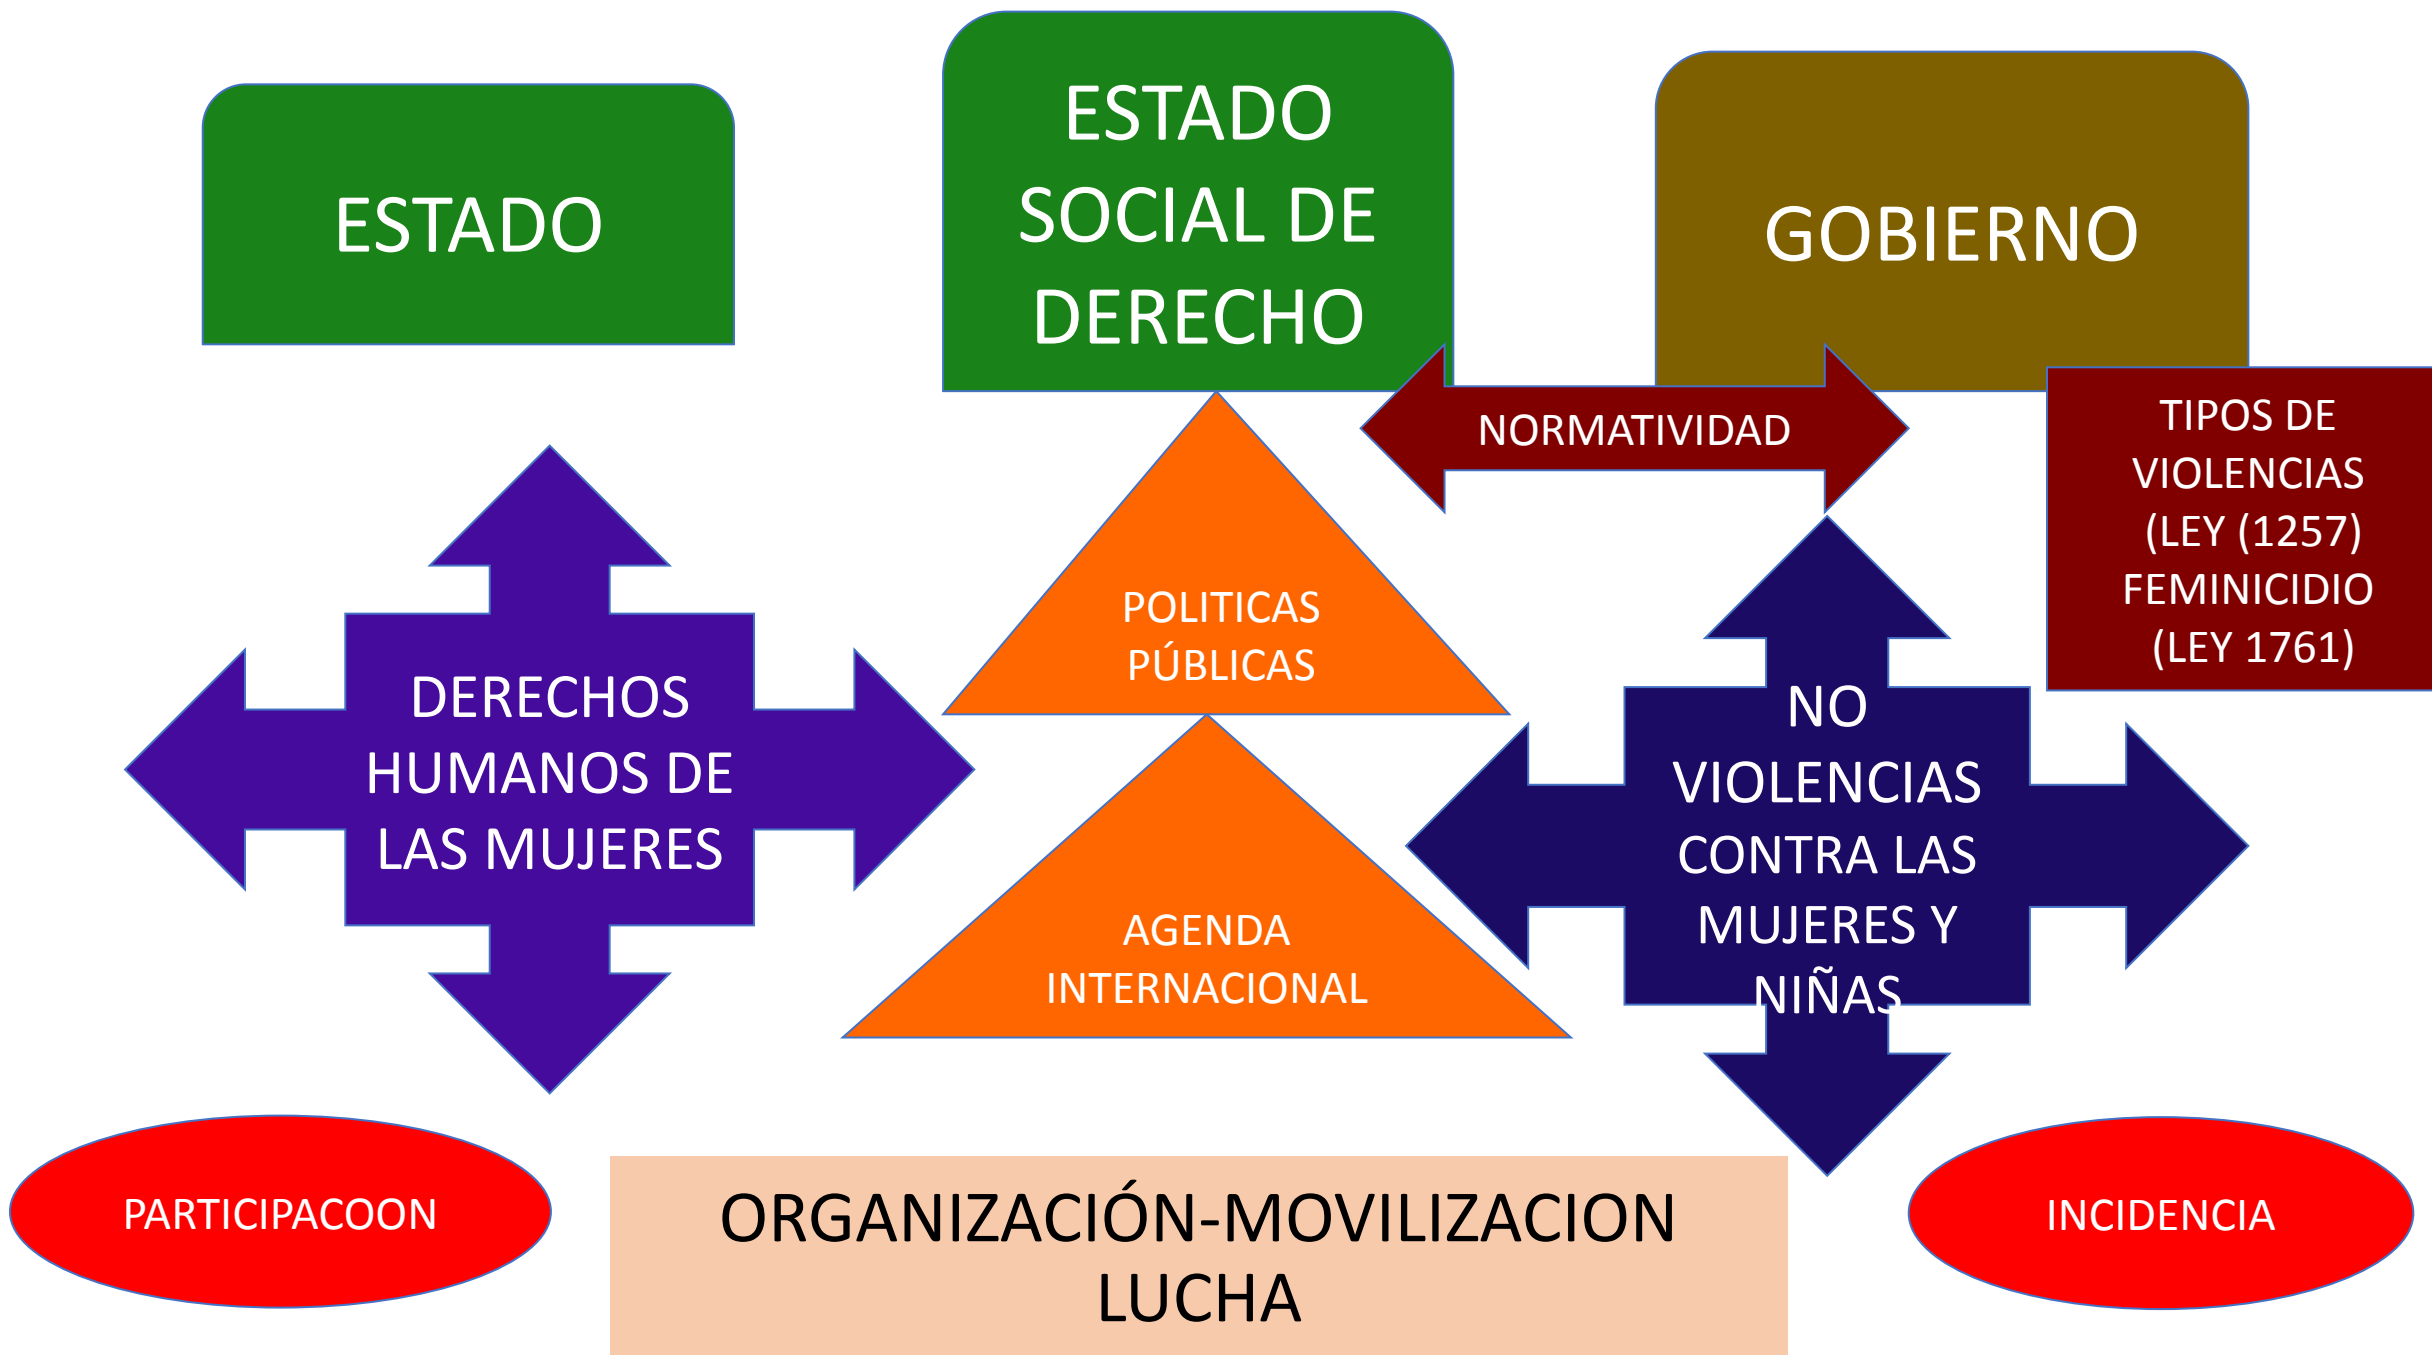 ESTADO
ESTADO
SOCIAL DE
DERECHO
GOBIERNO
NORMATIVIDAD
TIPOS DE
VIOLENCIAS
(LEY (1257)
FEMINICIDIO
(LEY 1761)
POLITICAS
PÚBLICAS
DERECHOS
HUMANOS DE
LAS MUJERES
NO
VIOLENCIAS
CONTRA LAS
MUJERES Y
NIÑAS
AGENDA
INTERNACIONAL
PARTICIPACOON
ORGANIZACIÓN-MOVILIZACION
LUCHA
INCIDENCIA